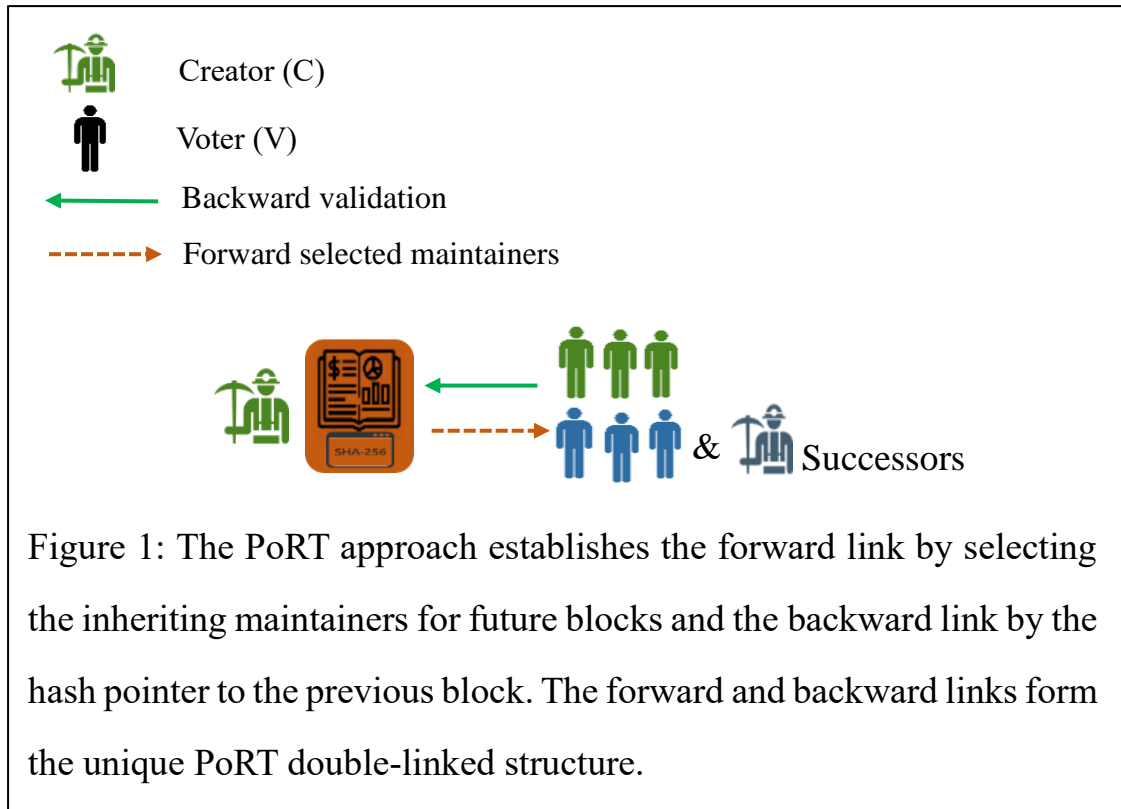 Creator (C)
Voter (V)
Backward validation
Forward selected maintainers
$
SHA-256
& Successors
Figure 1: The PoRT approach establishes the forward link by selecting
the inheriting maintainers for future blocks and the backward link by the
hash pointer to the previous block. The forward and backward links form
the unique PoRT double-linked structure.